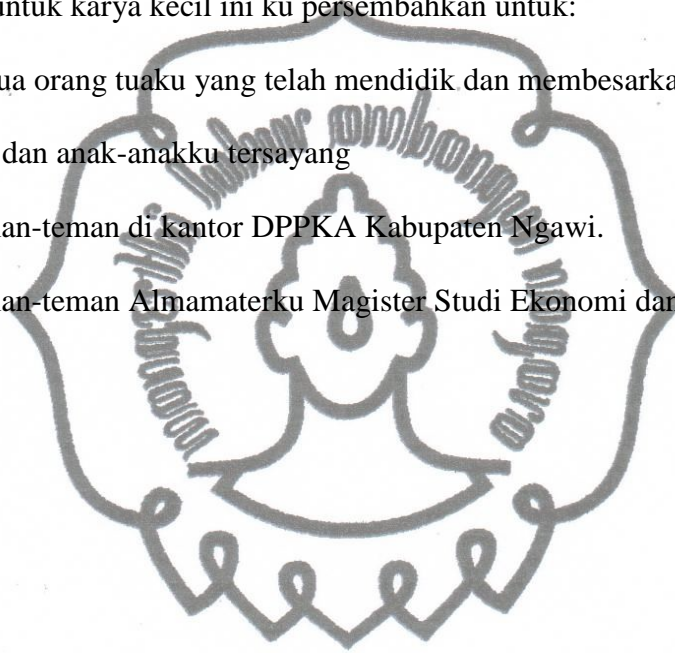 untuk karya kecil ini ku persembahkan untuk:
ua orang tuaku yang telah mendidik dan membesarka
dan anak-anakku tersayang
an-teman di kantor DPPKA Kabupaten Ngawi.
an-teman Almamaterku Magister Studi Ekonomi dan